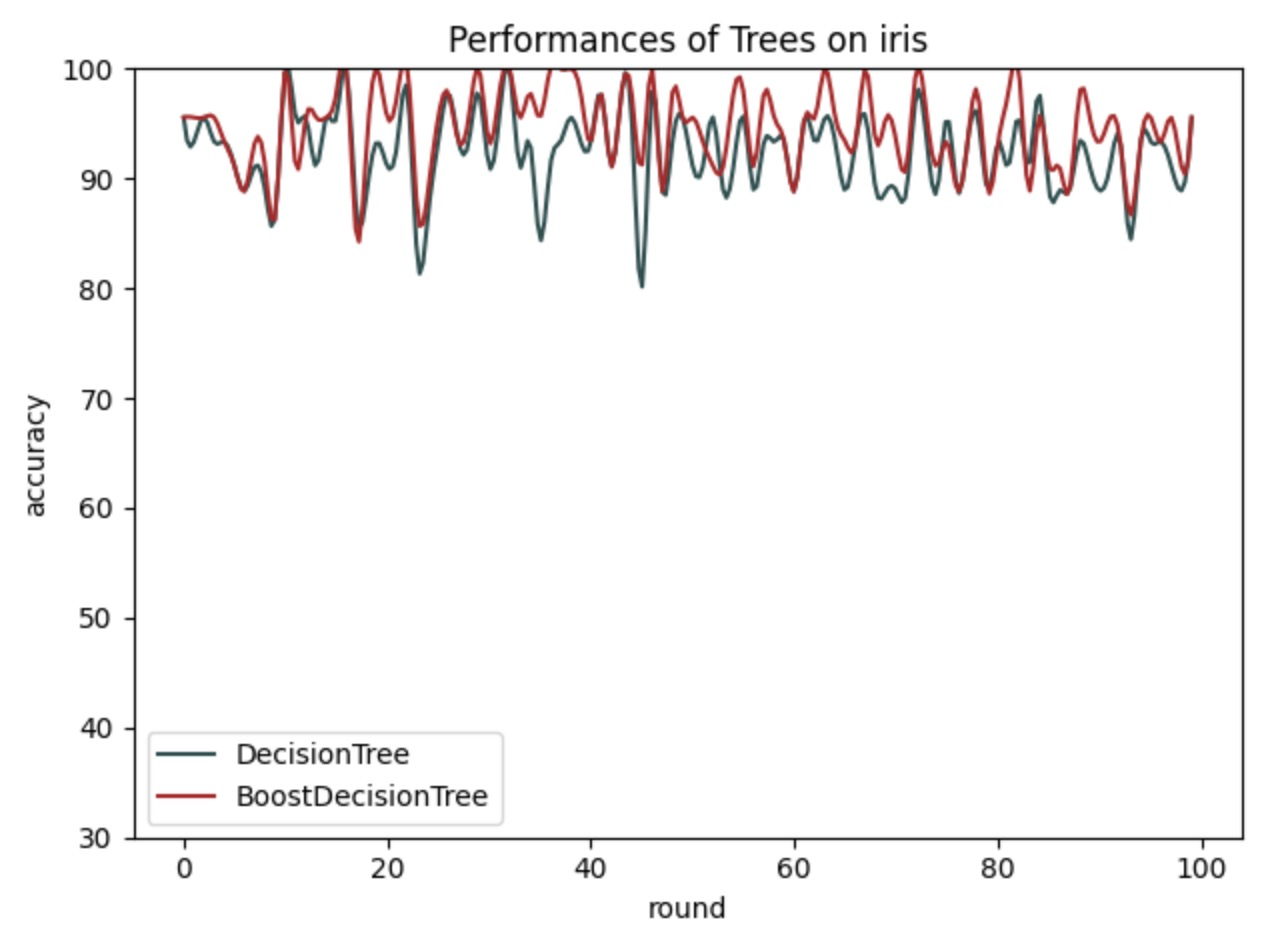 Performances of Trees on iris
100
90
80
70
60
50
40
30
accuracy
DecisionTree
BoostDecisionTree
0 20 40 60 80 100
round